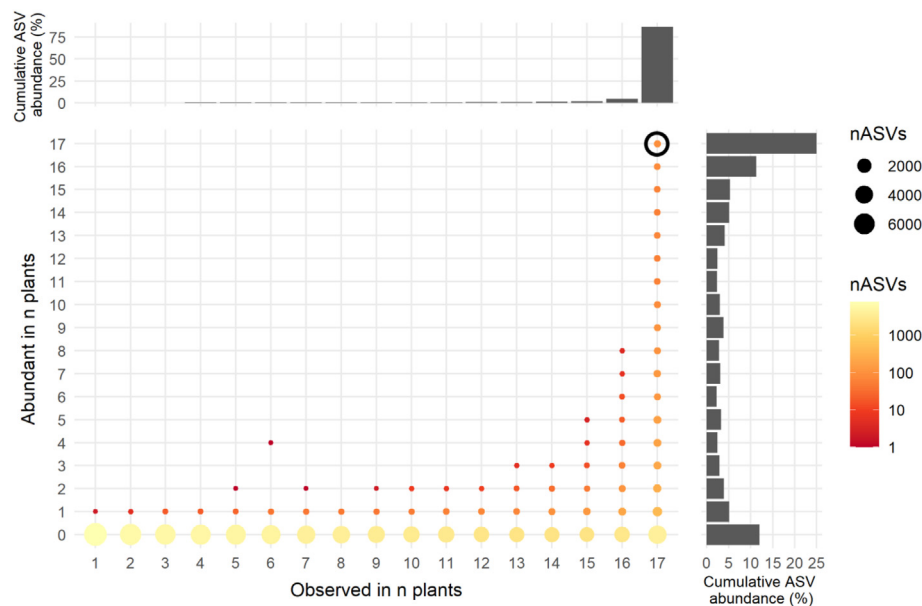 Cumulative ASV
abundance (%)
75
50
25
0
Abundant in n plants
17
16
15
14
13
12
11
10
9
8
7
6
5
4
3
2
1
0
1 2 3 4 5 6 7 8 9 10 11 12 13 14 15 16 17
Observed in n plants
0 5 10 15 20 25
Cumulative ASV
abundance (%)
nASVs
2000
4000
6000
nASVs
1000
100
10
1